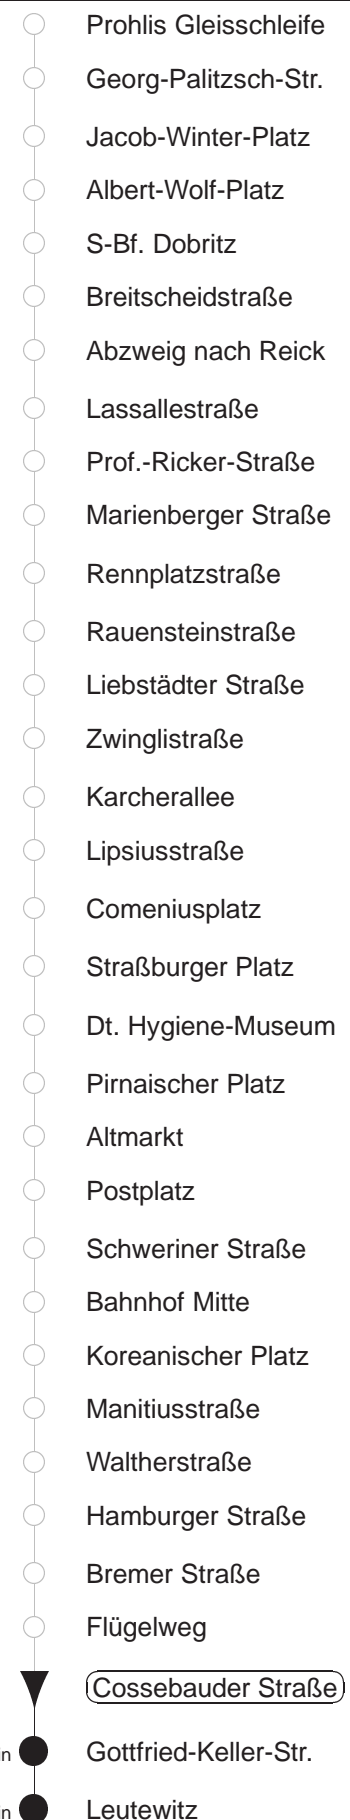 Prohlis Gleisschleife
Georg-Palitzsch-Str.
Jacob-Winter-Platz
Albert-Wolf-Platz
S-Bf. Dobritz
Breitscheidstraße
Abzweig nach Reick
Lassallestraße
Prof.-Ricker-Straße
Marienberger Straße
Rennplatzstraße
Rauensteinstraße
Liebstädter Straße
Zwinglistraße
Karcherallee
Lipsiusstraße
Comeniusplatz
Straßburger Platz
Dt. Hygiene-Museum
Pirnaischer Platz
Altmarkt
Postplatz
Schweriner Straße
Bahnhof Mitte
Koreanischer Platz
Manitiusstraße
Waltherstraße
Hamburger Straße
Bremer Straße
Flügelweg
Cossebauder Straße
Gottfried-Keller-Str.
Leutewitz